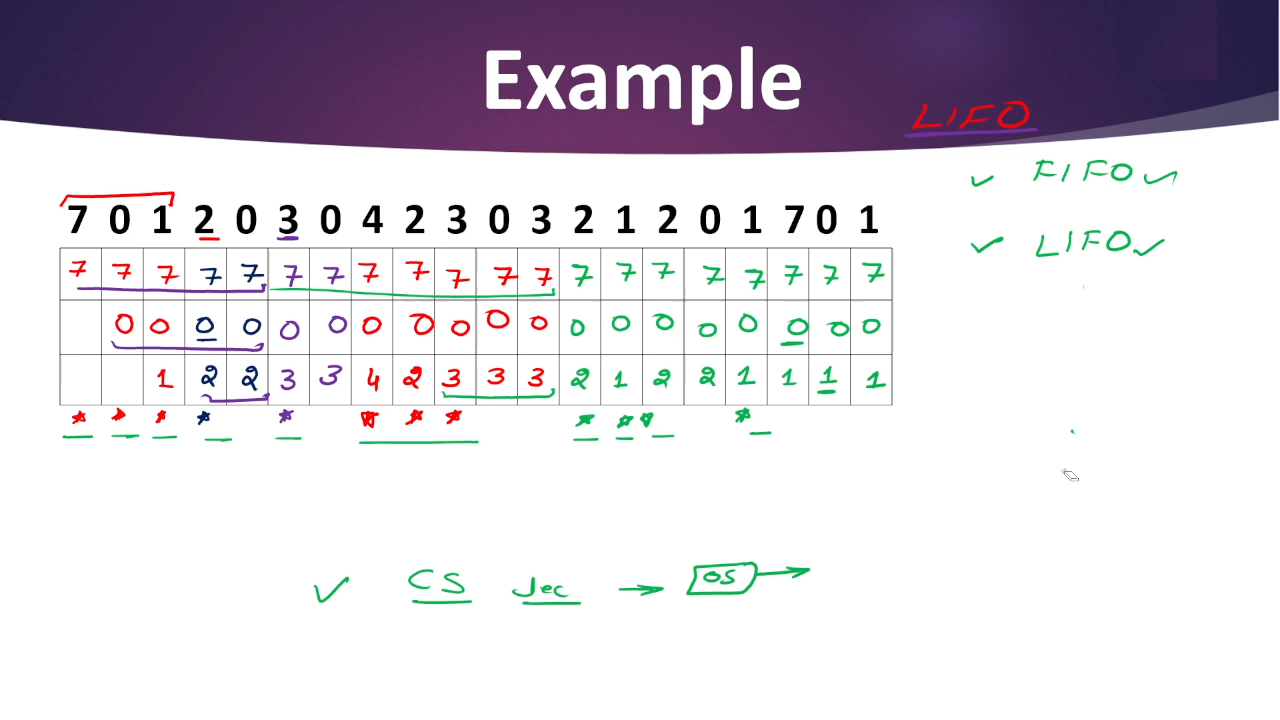 Example
LIFO
FIFO
LIFO
7 0 1 2 0 3 0 4 2 3 0 3 2 1 2 0 1 7 0 1
7 7 7 7 7 7 7 7 7 7 7 7 7 7 7 7 7 7 7 7
0 0 0 0 0 0 0 0 0 0 0 0 0 0 0 0 0 0 0
1 2 2 3 3 4 2 3 3 3 2 1 2 2 1 1 1 1
CS Jec → OS →